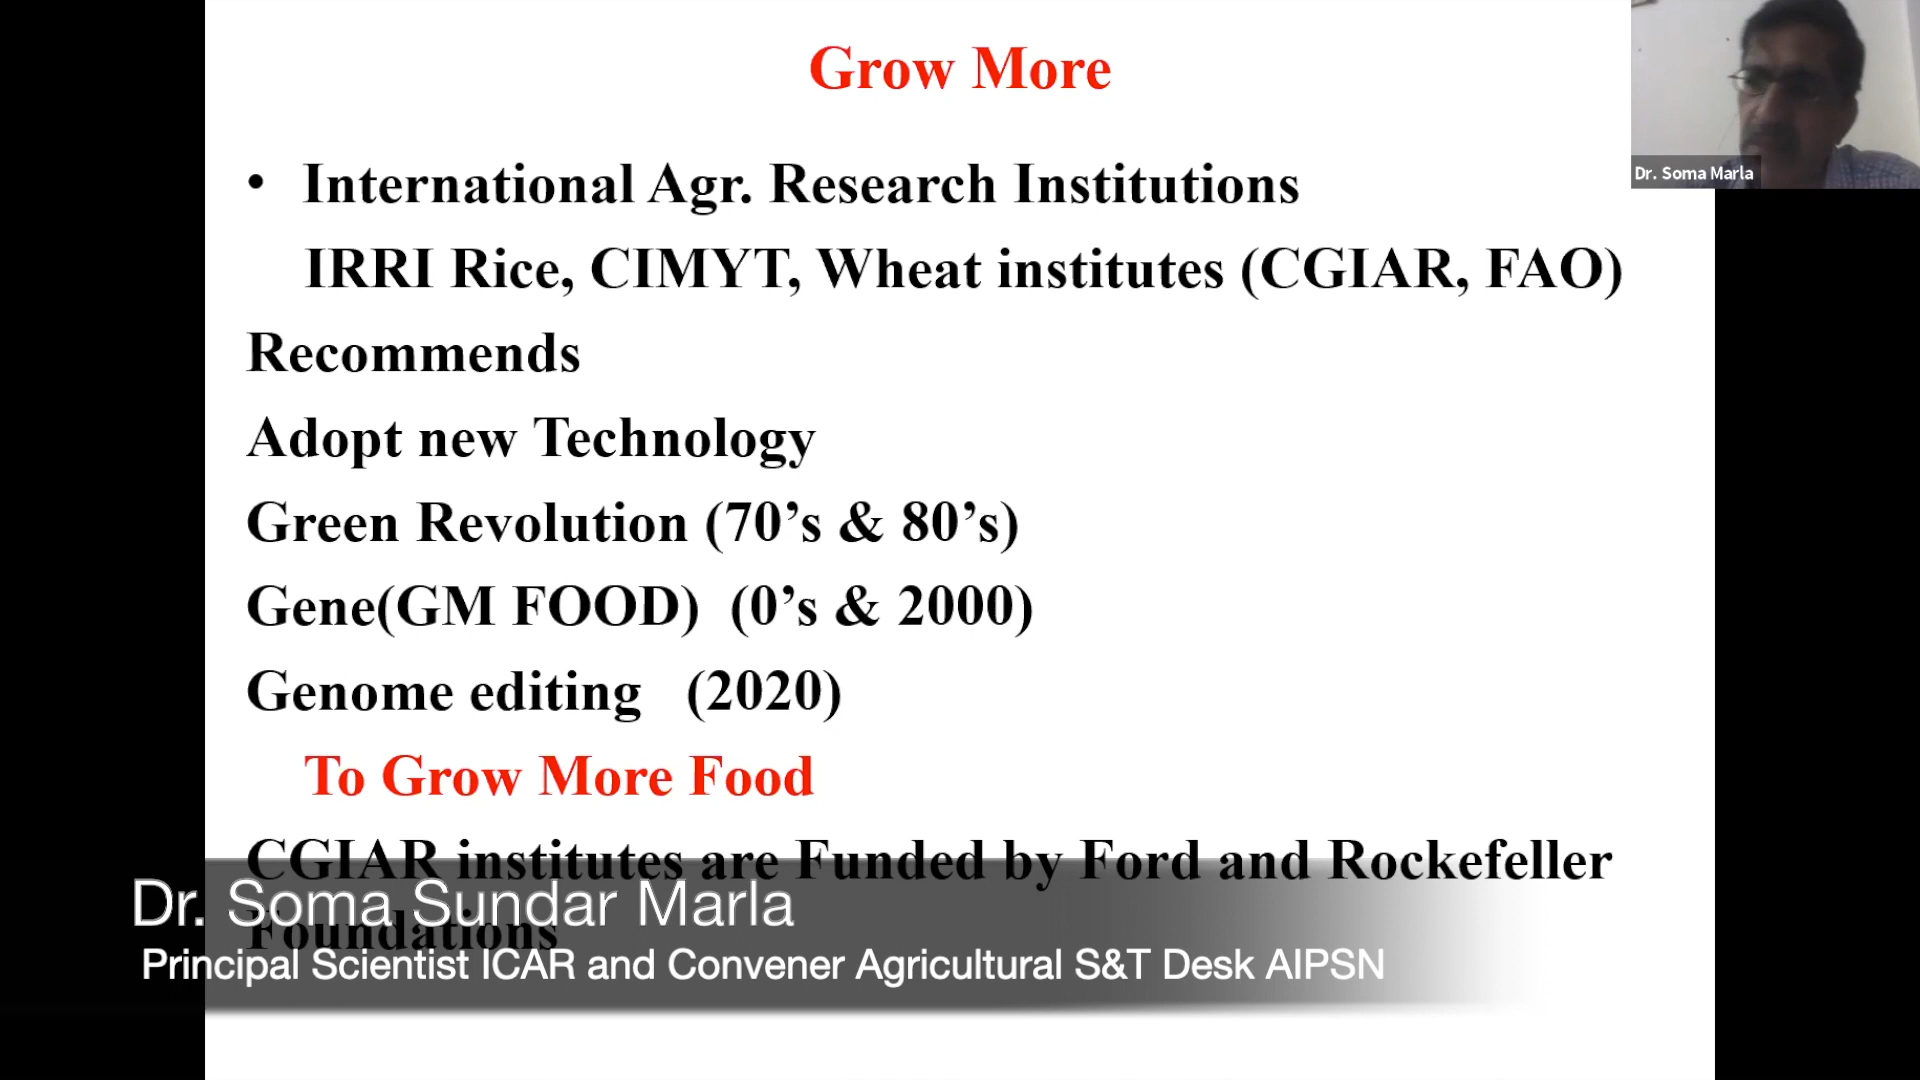 Grow More
Dr. Soma Marla
• International Agr. Research Institutions
IRRI Rice, CIMYT, Wheat institutes (CGIAR, FAO)
Recommends
Adopt new Technology
Green Revolution (70’s & 80’s)
Gene(GM FOOD) (0’s & 2000)
Genome editing (2020)
To Grow More Food
CGIAR institutes are Funded by Ford and Rockefeller
Foundations
Dr. Soma Sundar Marla
Principal Scientist ICAR and Convener Agricultural S&T Desk AIPSN